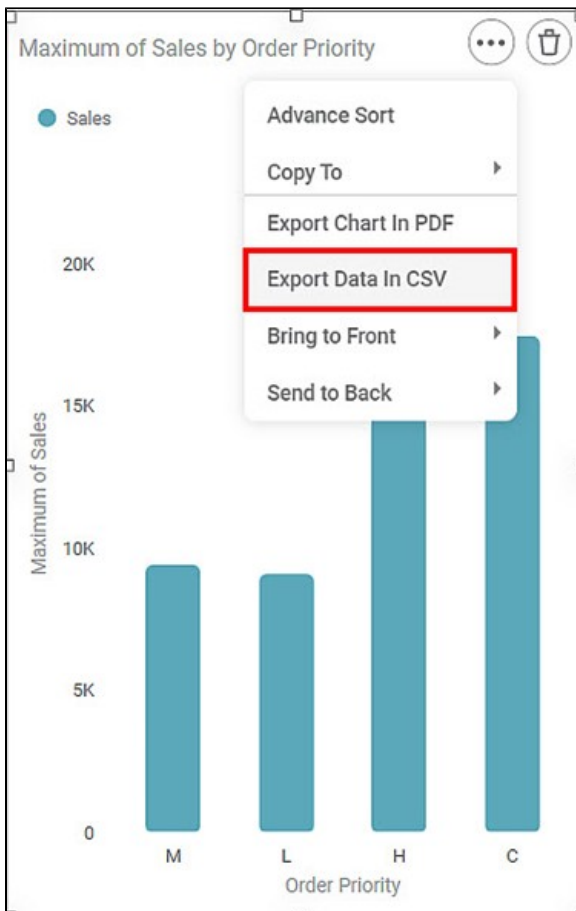 Maximum of Sales by Order Priority
Sales
Advance Sort
Copy To
Export Chart In PDF
Export Data In CSV
Bring to Front
Send to Back
20K
15K
10K
5K
0
Maximum of Sales
M L H C
Order Priority